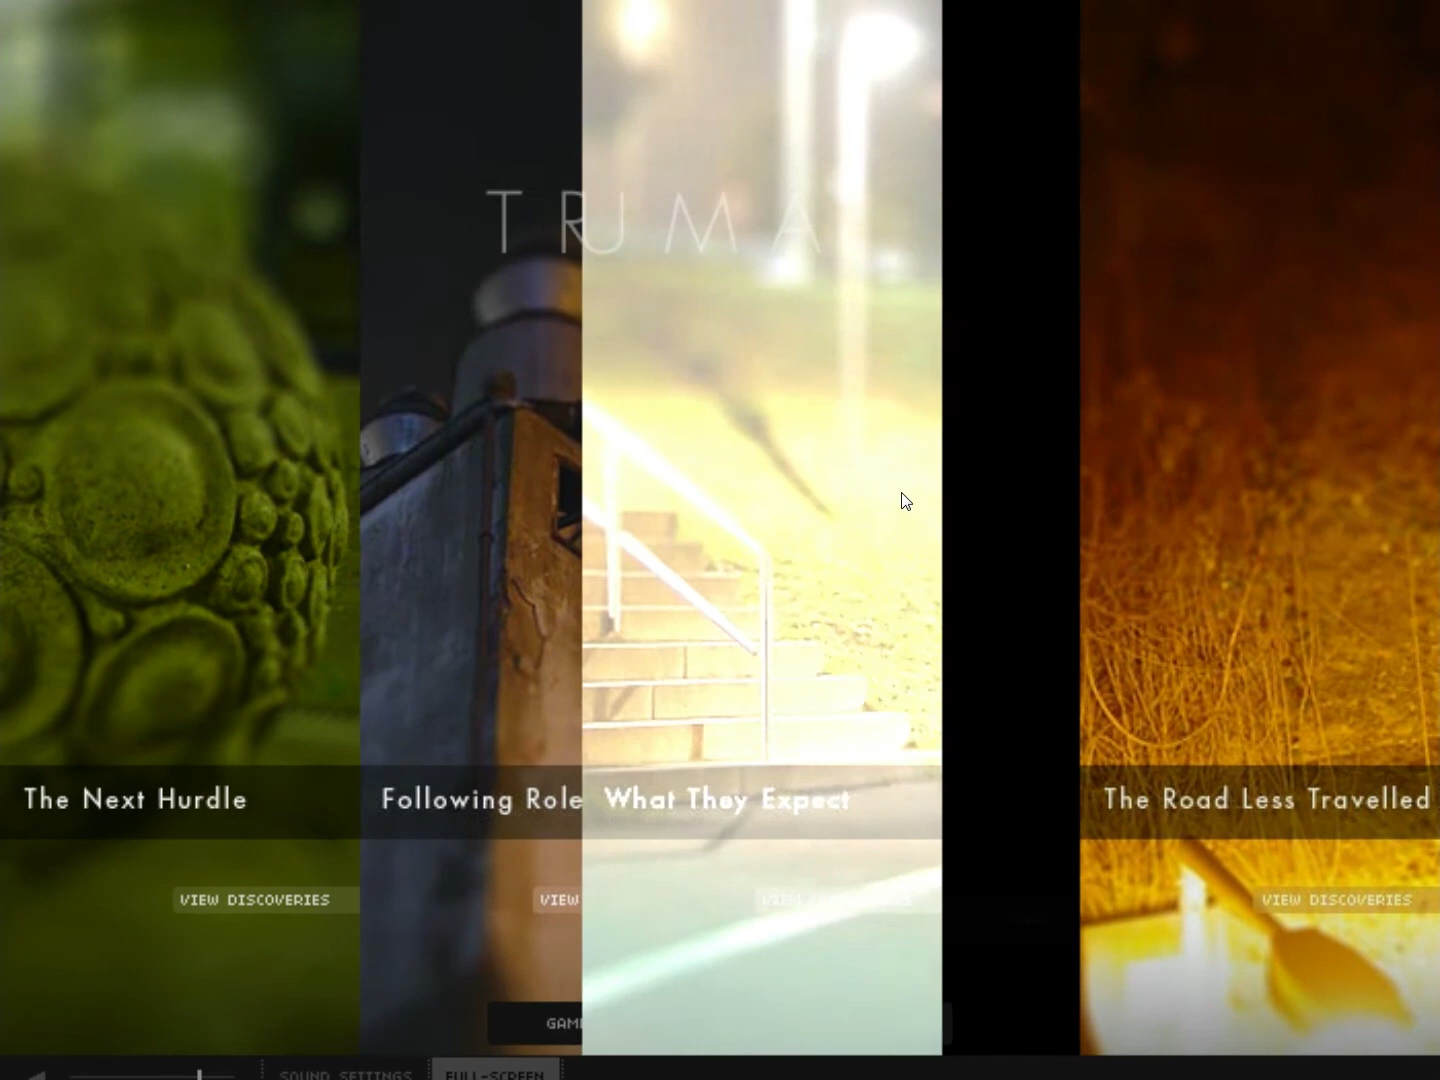 TRUMA
The Next Hurdle
Following Role
What They Expect
The Road Less Travelled
VIEW DISCOVERIES
VIEW
VIEW DISCOVERIES
GAM
SOUND SETTINGS
FULL-SCREEN